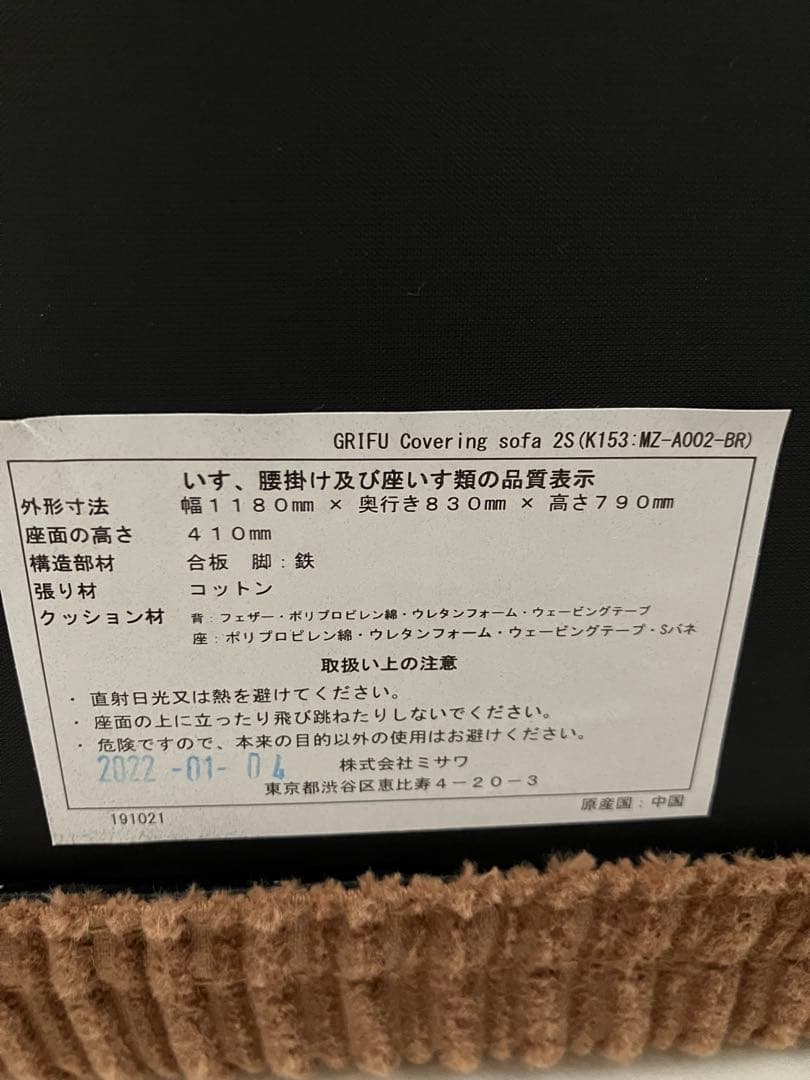 GRIFU Covering sofa 2S(K153:MZ-A002-BR)
いす、腰掛け及び座いす類の品質表示
外形寸法 幅１１８０㎜ × 奥行き８３０㎜ × 高さ７９０㎜
座面の高さ ４１０㎜
構造部材 合板 脚：鉄
張り材 コットン
クッション材 背：フェザー・ポリプロピレン綿・ウレタンフォーム・ウェービングテープ
座：ポリプロピレン綿・ウレタンフォーム・ウェービングテープ・Sバネ
取扱い上の注意
・ 直射日光又は熱を避けてください。
・ 座面の上に立ったり飛び跳ねたりしないでください。
・ 危険ですので、本来の目的以外の使用はお避けください。
2022-01-04 株式会社ミサワ
東京都渋谷区恵比寿４－２０－３
191021 原産国：中国